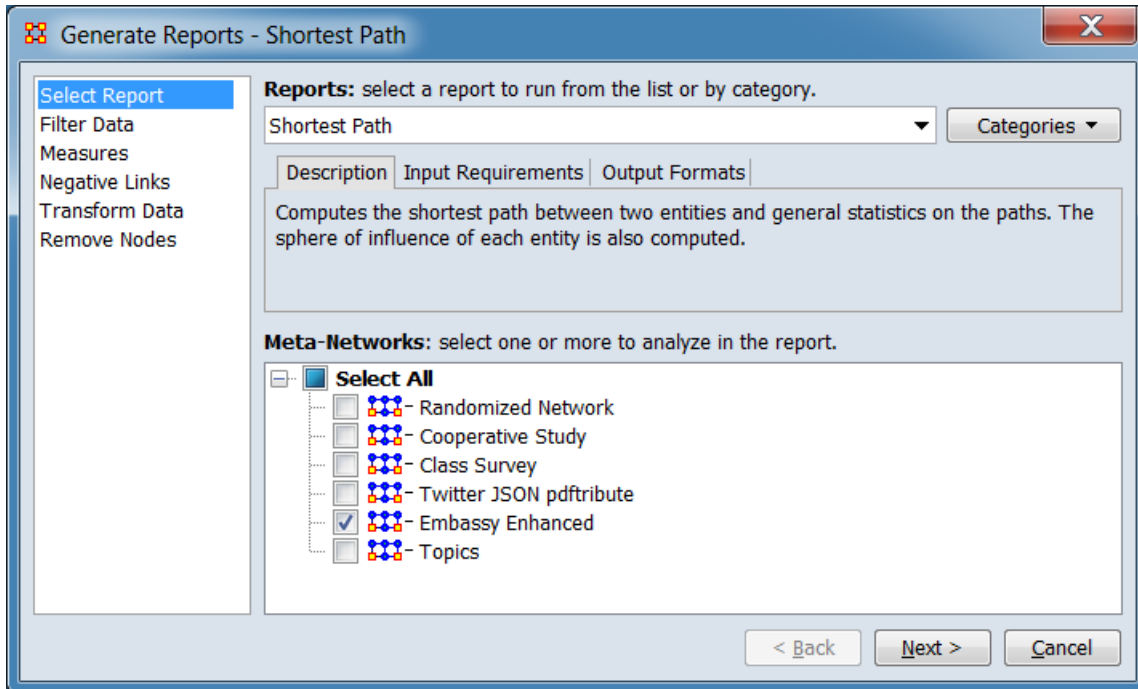 Generate Reports - Shortest Path
Select Report
Filter Data
Measures
Negative Links
Transform Data
Remove Nodes
Reports: select a report to run from the list or by category.
Shortest Path
Categories
Description
Input Requirements
Output Formats
Computes the shortest path between two entities and general statistics on the paths. The
sphere of influence of each entity is also computed.
Meta-Networks: select one or more to analyze in the report.
Select All
- Randomized Network
- Cooperative Study
- Class Survey
- Twitter JSON pdftribute
- Embassy Enhanced
- Topics
< Back
Next >
Cancel